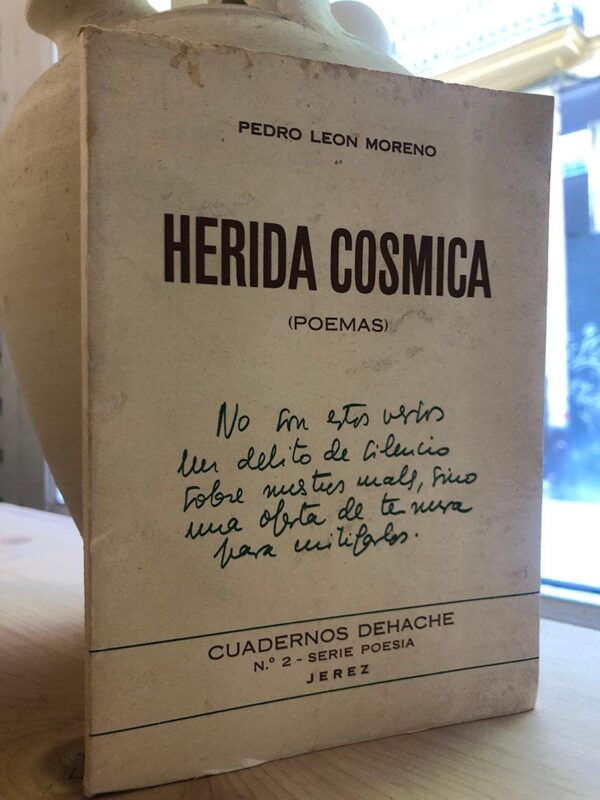 PEDRO LEON MORENO
HERIDA COSMICA
(POEMAS)
No son estos versos
un delito de silencio
sobre nuestros males, sino
una oferta de ternura
para mitigarlos.
CUADERNOS DEHACHE
N.º 2 - SERIE POESIA
JEREZ